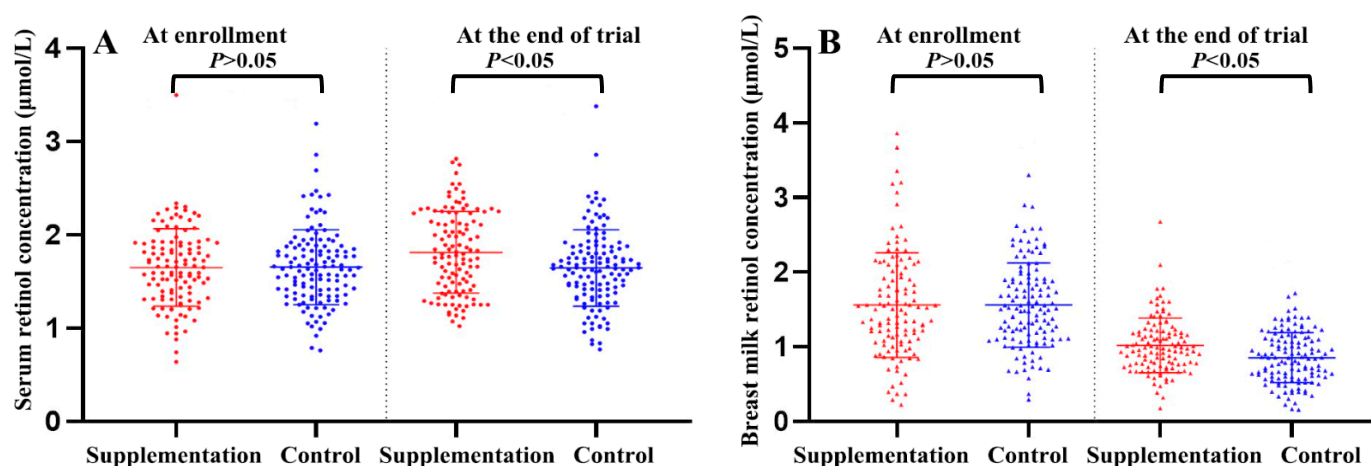 A
At enrollment
P>0.05
At the end of trial
P<0.05
Serum retinol concentration (μmol/L)
4
3
2
1
0
Supplementation
Control
Supplementation
Control
B
At enrollment
P>0.05
At the end of trial
P<0.05
Breast milk retinol concentration (μmol/L)
5
4
3
2
1
0
Supplementation
Control
Supplementation
Control